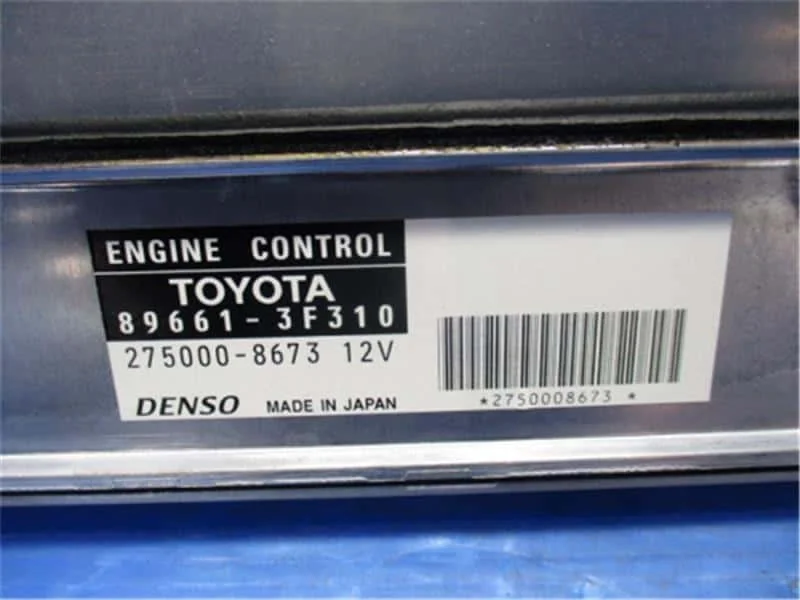 ENGINE CONTROL
TOYOTA
89661-3F310
275000-8673 12V
DENSO MADE IN JAPAN
*2750008673 *